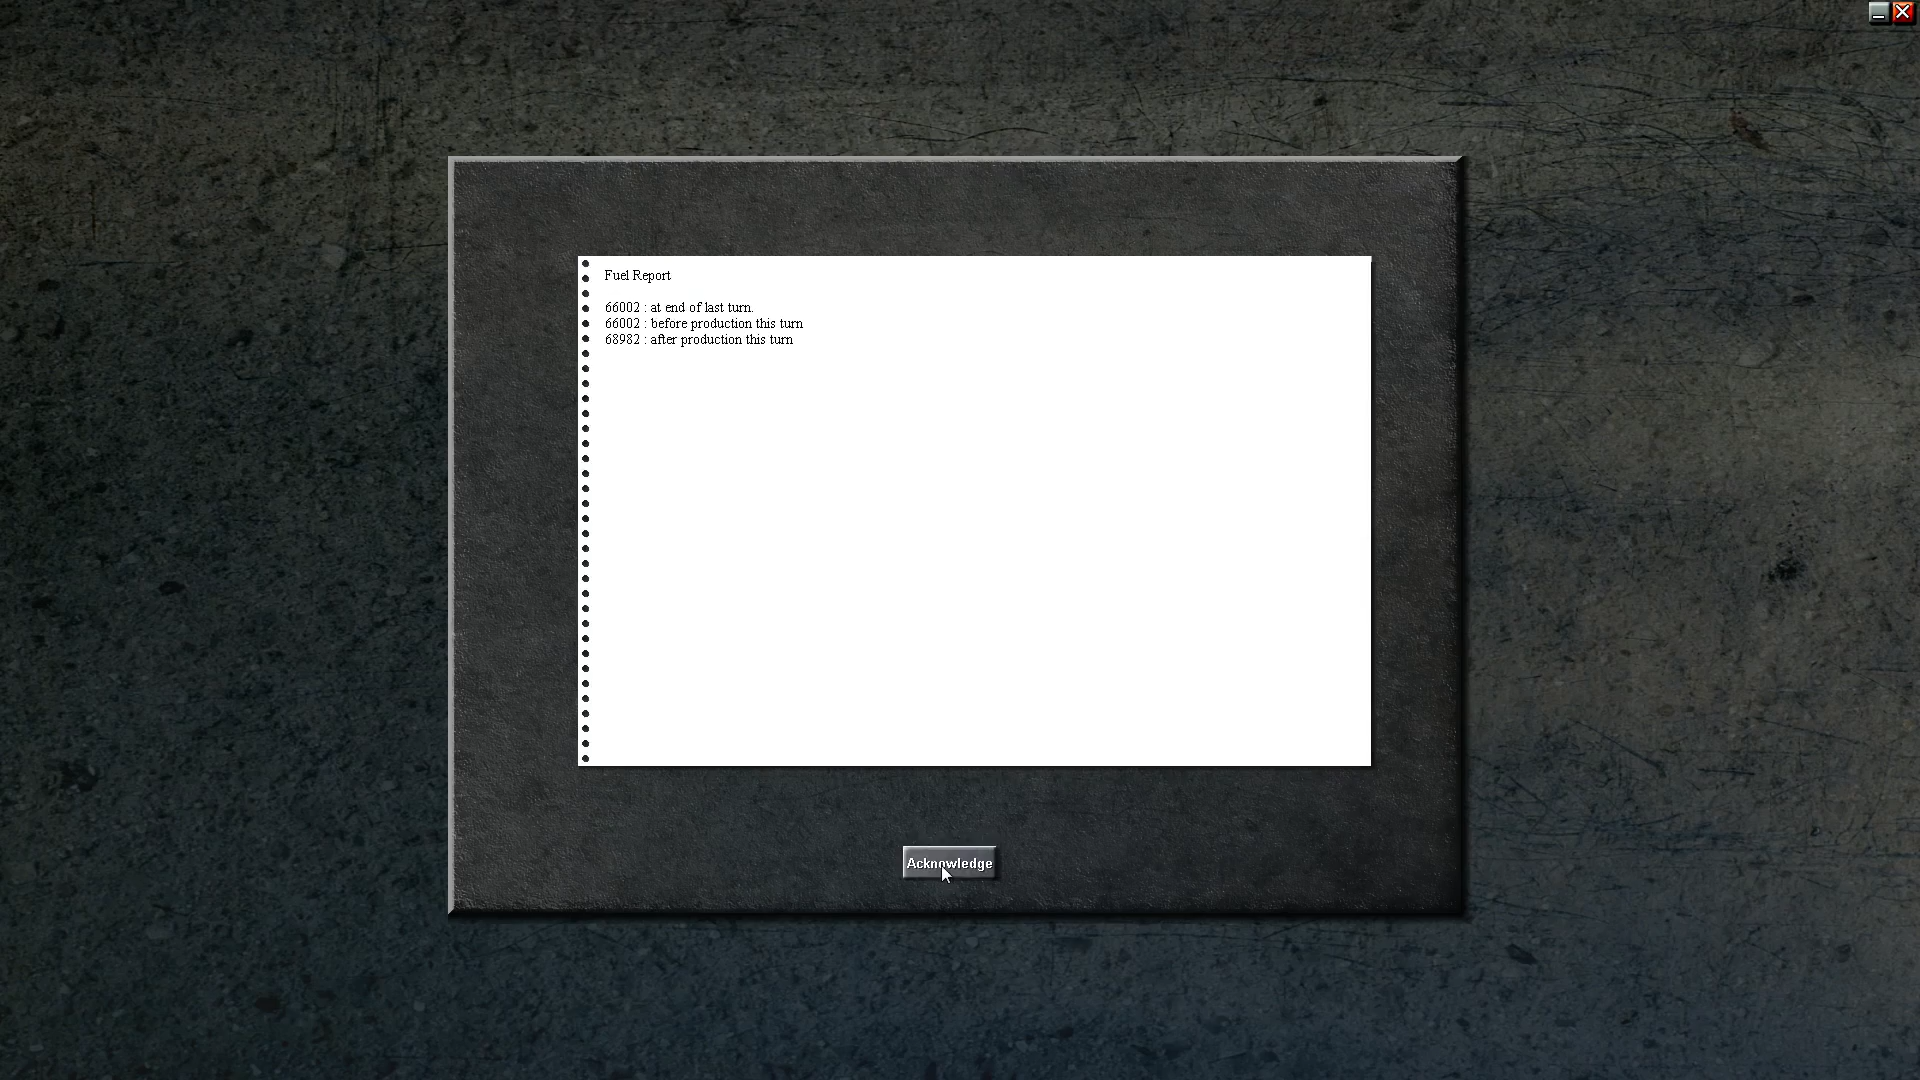 Fuel Report
66002 : at end of last turn.
66002 : before production this turn
68982 : after production this turn
Acknowledge